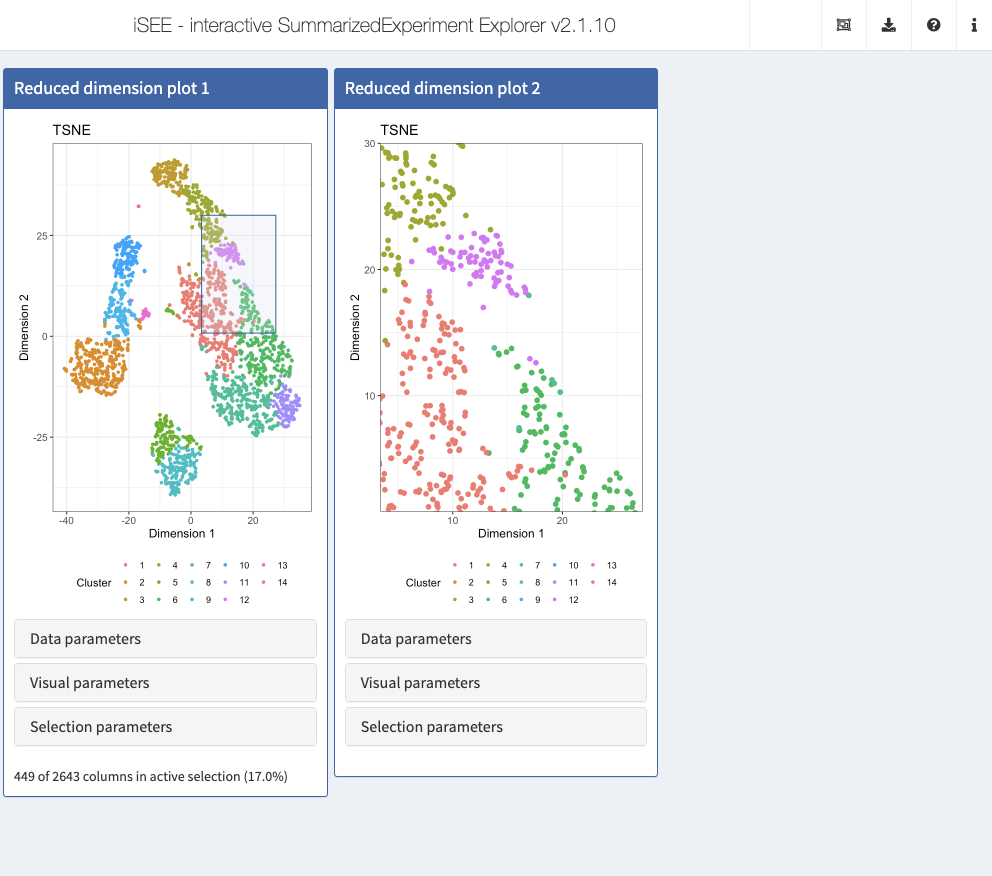 iSEE - interactive SummarizedExperiment Explorer v2.1.10
Reduced dimension plot 1
TSNE
25
0
-25
-40 -20 0 20
Dimension 2
Dimension 1
Cluster
1 4 7 10 13
2 5 8 11 14
3 6 9 12
Data parameters
Visual parameters
Selection parameters
449 of 2643 columns in active selection (17.0%)
Reduced dimension plot 2
TSNE
30
20
10
10 20
Dimension 2
Dimension 1
Cluster
1 4 7 10 13
2 5 8 11 14
3 6 9 12
Data parameters
Visual parameters
Selection parameters